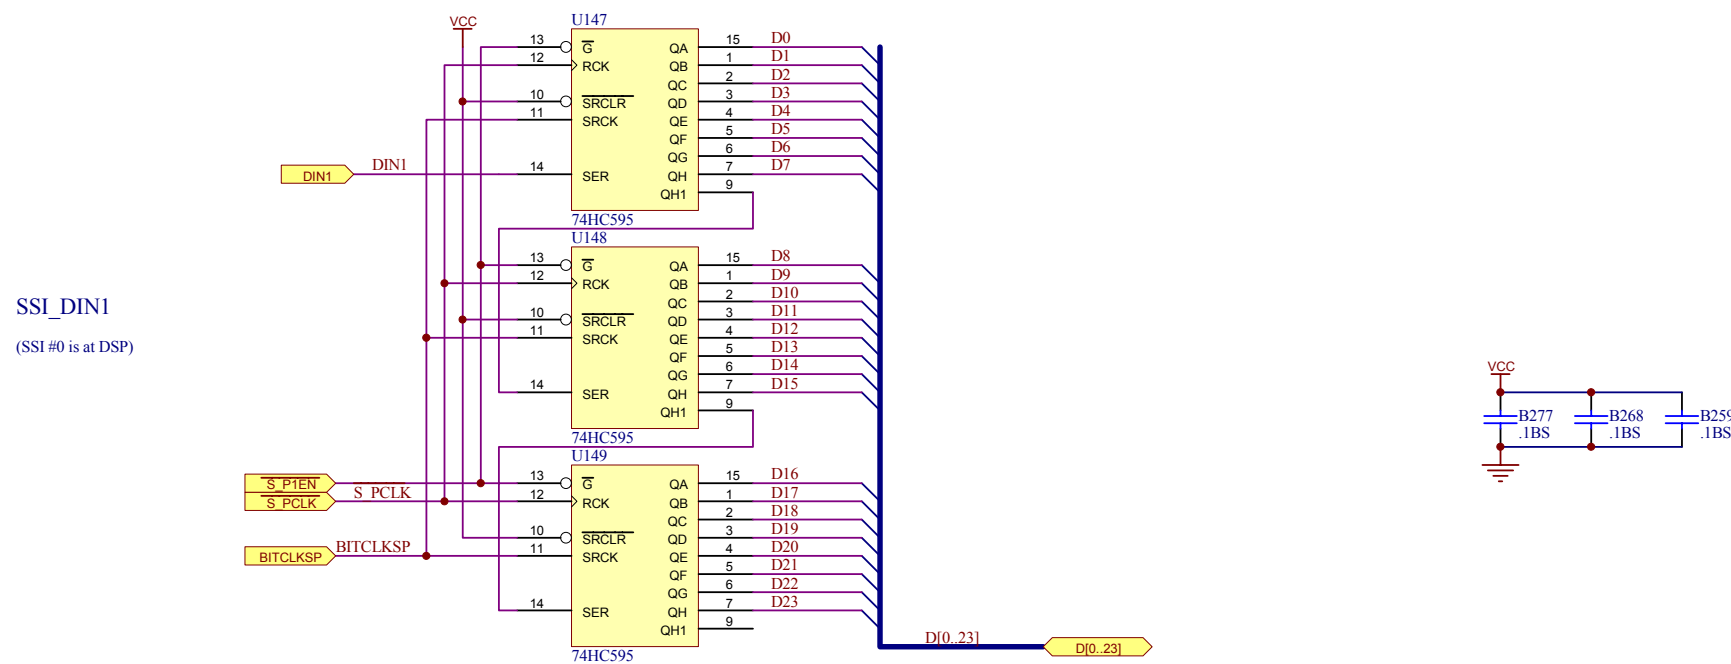 SSI_DIN1
(SSI #0 is at DSP)
VCC
DIN1
DIN1
S_P1EN
S_PCLK
S_PCLK
BITCLKSP
BITCLKSP
U147
13 G QA 15 D0
12 RCK QB 1 D1
QC 2 D2
10 SRCLR QD 3 D3
11 SRCK QE 4 D4
QF 5 D5
QG 6 D6
14 SER QH 7 D7
QH1 9
74HC595
U148
13 G QA 15 D8
12 RCK QB 1 D9
QC 2 D10
10 SRCLR QD 3 D11
11 SRCK QE 4 D12
QF 5 D13
QG 6 D14
14 SER QH 7 D15
QH1 9
74HC595
U149
13 G QA 15 D16
12 RCK QB 1 D17
QC 2 D18
10 SRCLR QD 3 D19
11 SRCK QE 4 D20
QF 5 D21
QG 6 D22
14 SER QH 7 D23
QH1 9
74HC595
D[0..23]
D[0..23]
VCC
B277 B268 B259
.1BS .1BS .1BS